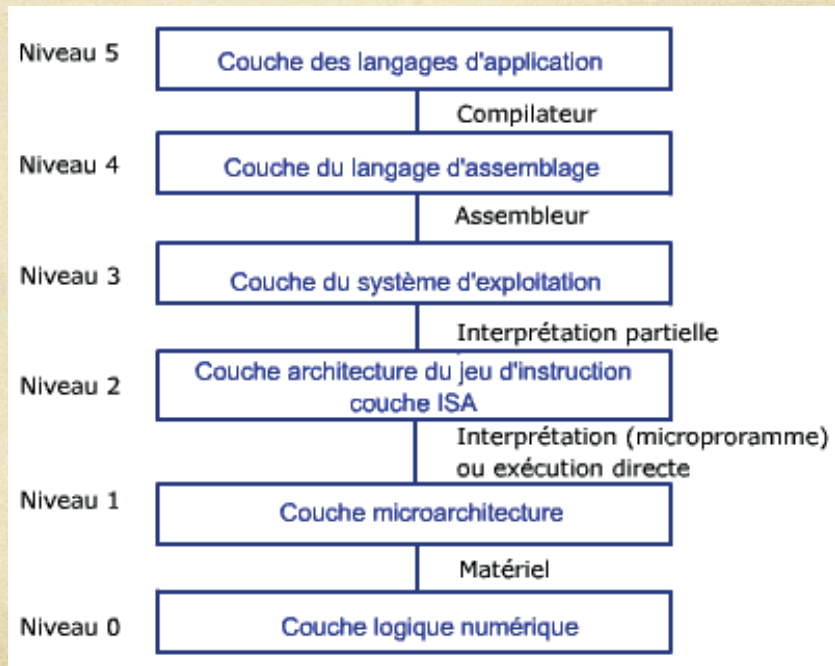 Niveau 5
Couche des langages d'application
Compilateur
Niveau 4
Couche du langage d'assemblage
Assembleur
Niveau 3
Couche du système d'exploitation
Interprétation partielle
Niveau 2
Couche architecture du jeu d'instruction
couche ISA
Interprétation (microproramme)
ou exécution directe
Niveau 1
Couche microarchitecture
Matériel
Niveau 0
Couche logique numérique